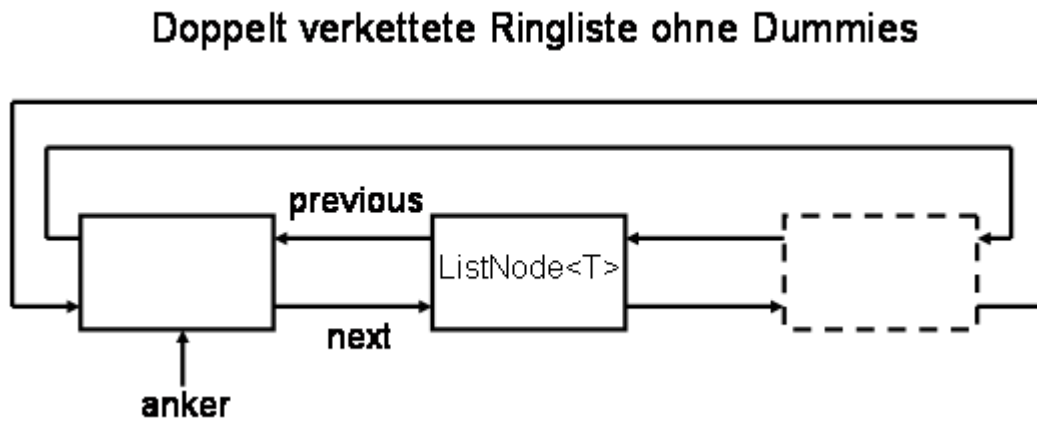 Doppelt verkettete Ringliste ohne Dummies
previous
ListNode<T>
next
anker